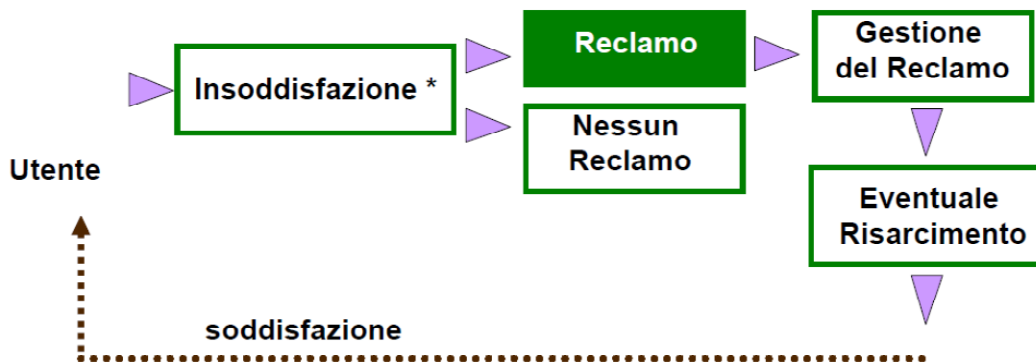 Reclamo
Gestione
del Reclamo
Insoddisfazione *
Nessun
Reclamo
Utente
Eventuale
Risarcimento
soddisfazione